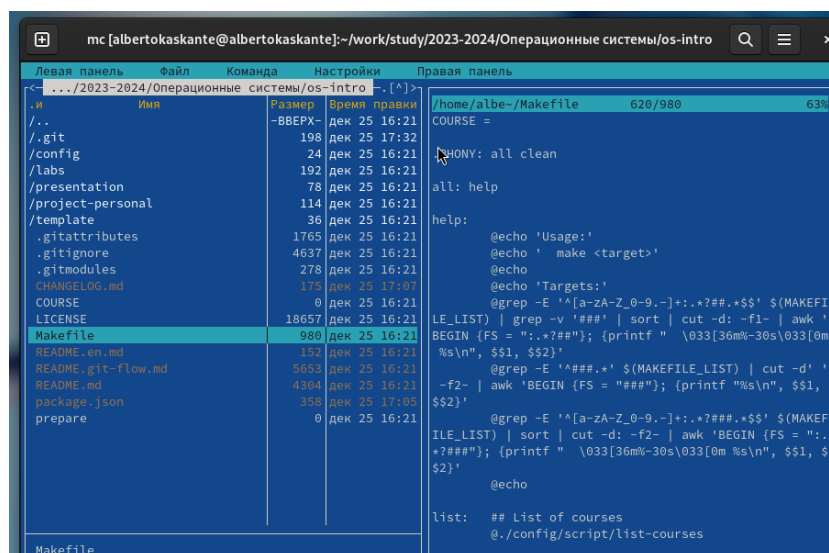 mc [albertokaskante@albertokaskante]:~/work/study/2023-2024/Операционные системы/os-intro
Левая панель Файл Команда Настройки Правая панель
<— .../2023-2024/Операционные системы/os-intro —.[^]>
.и Имя Размер Время правки
/.. -ВВЕРХ- дек 25 16:21
/.git 198 дек 25 17:32
/config 24 дек 25 16:21
/labs 192 дек 25 16:21
/presentation 78 дек 25 16:21
/project-personal 114 дек 25 16:21
/template 36 дек 25 16:21
.gitattributes 1765 дек 25 16:21
.gitignore 4637 дек 25 16:21
.gitmodules 278 дек 25 16:21
CHANGELOG.md 175 дек 25 17:07
COURSE 0 дек 25 16:21
LICENSE 18657 дек 25 16:21
Makefile 980 дек 25 16:21
README.en.md 152 дек 25 16:21
README.git-flow.md 5653 дек 25 16:21
README.md 4304 дек 25 16:21
package.json 358 дек 25 17:05
prepare 0 дек 25 16:21
Makefile
/home/albe~/Makefile 620/980 63%
COURSE =
.PHONY: all clean
all: help
help:
@echo 'Usage:'
@echo ' make <target>'
@echo
@echo 'Targets:'
@grep -E '^[a-zA-Z_0-9.-]+:.*?##.*$$' $(MAKEFI
LE_LIST) | grep -v '###' | sort | cut -d: -f1- | awk '
BEGIN {FS = ":.*?##"}; {printf " \033[36m%-30s\033[0m
%s\n", $$1, $$2}'
@grep -E '^###.*' $(MAKEFILE_LIST) | cut -d' '
-f2- | awk 'BEGIN {FS = "###"}; {printf "%s\n", $$1,
$$2}'
@grep -E '^[a-zA-Z_0-9.-]+:.*?###.*$$' $(MAKEF
ILE_LIST) | sort | cut -d: -f2- | awk 'BEGIN {FS = ":.
*?###"}; {printf " \033[36m%-30s\033[0m %s\n", $$1, $
$2}'
@echo
list: ## List of courses
@./config/script/list-courses